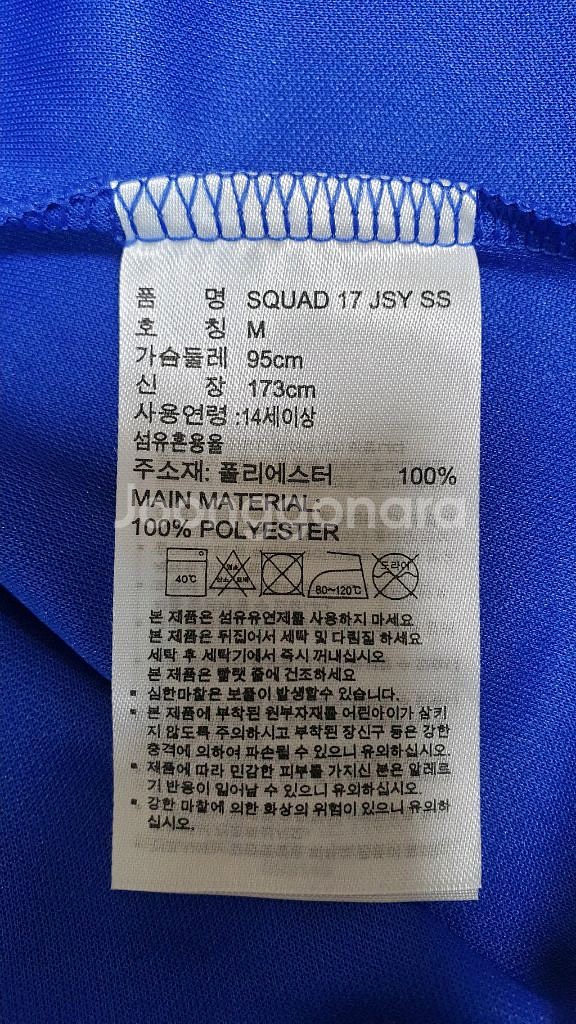 품 명 SQUAD 17 JSY SS
호 칭 M
가슴둘레 95cm
신 장 173cm
사용연령 :14세이상
섬유혼용율
주소재: 폴리에스터 100%
MAIN MATERIAL:
100% POLYESTER
Joonggonara
40℃ 염소 산소 표백 80~120℃ 드라이
본 제품은 섬유유연제를 사용하지 마세요
본 제품은 뒤집어서 세탁 및 다림질 하세요
세탁 후 세탁기에서 즉시 꺼내십시오
본 제품은 빨랫 줄에 건조하세요
▪ 심한마찰은 보풀이 발생할수 있습니다.
▪ 본 제품에 부착된 원부자재를 어린아이가 삼키
지 않도록 주의하시고 부착된 장신구 등은 강한
충격에 의하여 파손될 수 있으니 유의하십시오.
▪ 제품에 따라 민감한 피부를 가지신 분은 알레르
기 반응이 일어날 수 있으니 유의하십시오.
▪ 강한 마찰에 의한 화상의 위험이 있으니 유의하
십시오.